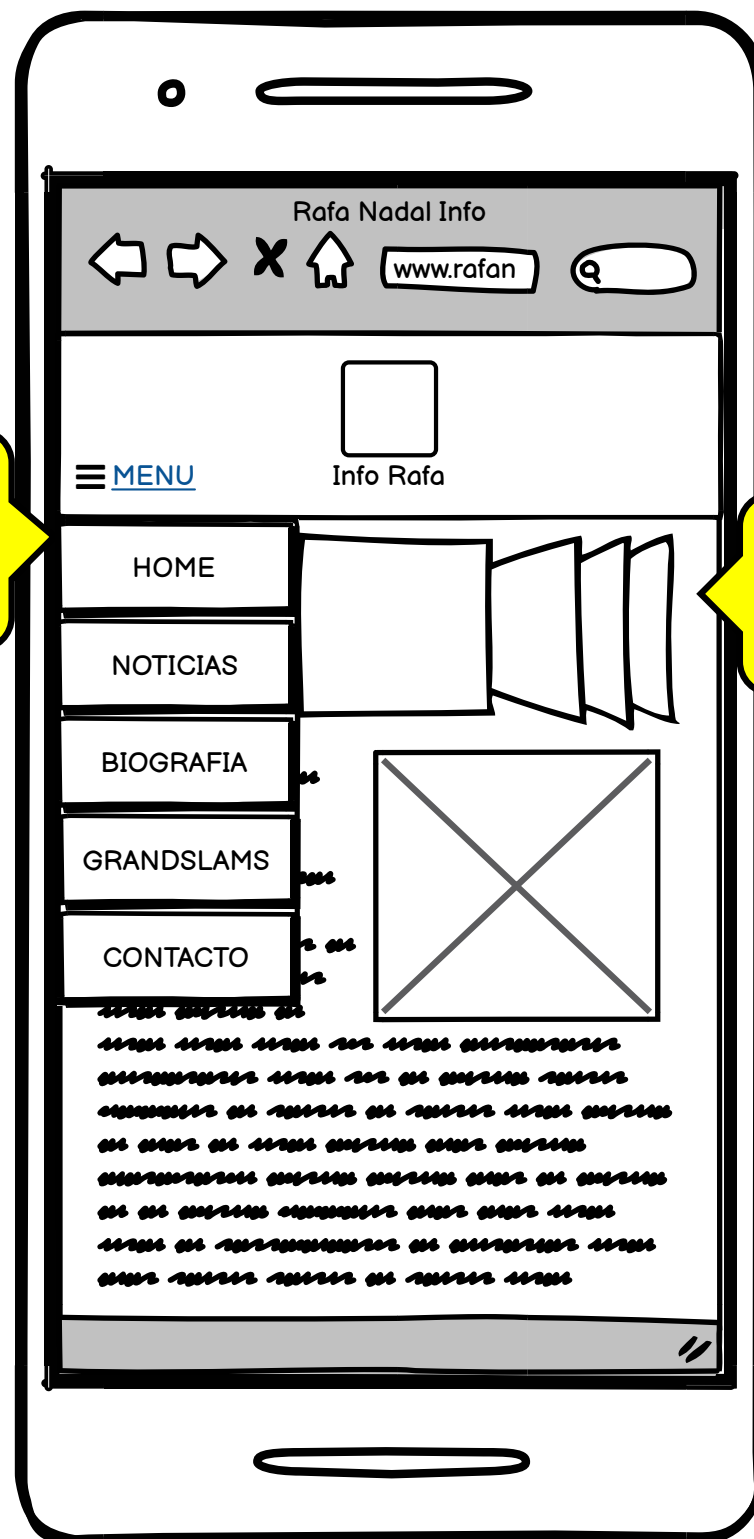 Rafa Nadal Info
www.rafan
MENU
Info Rafa
HOME
NOTICIAS
BIOGRAFIA
GRANDSLAMS
CONTACTO